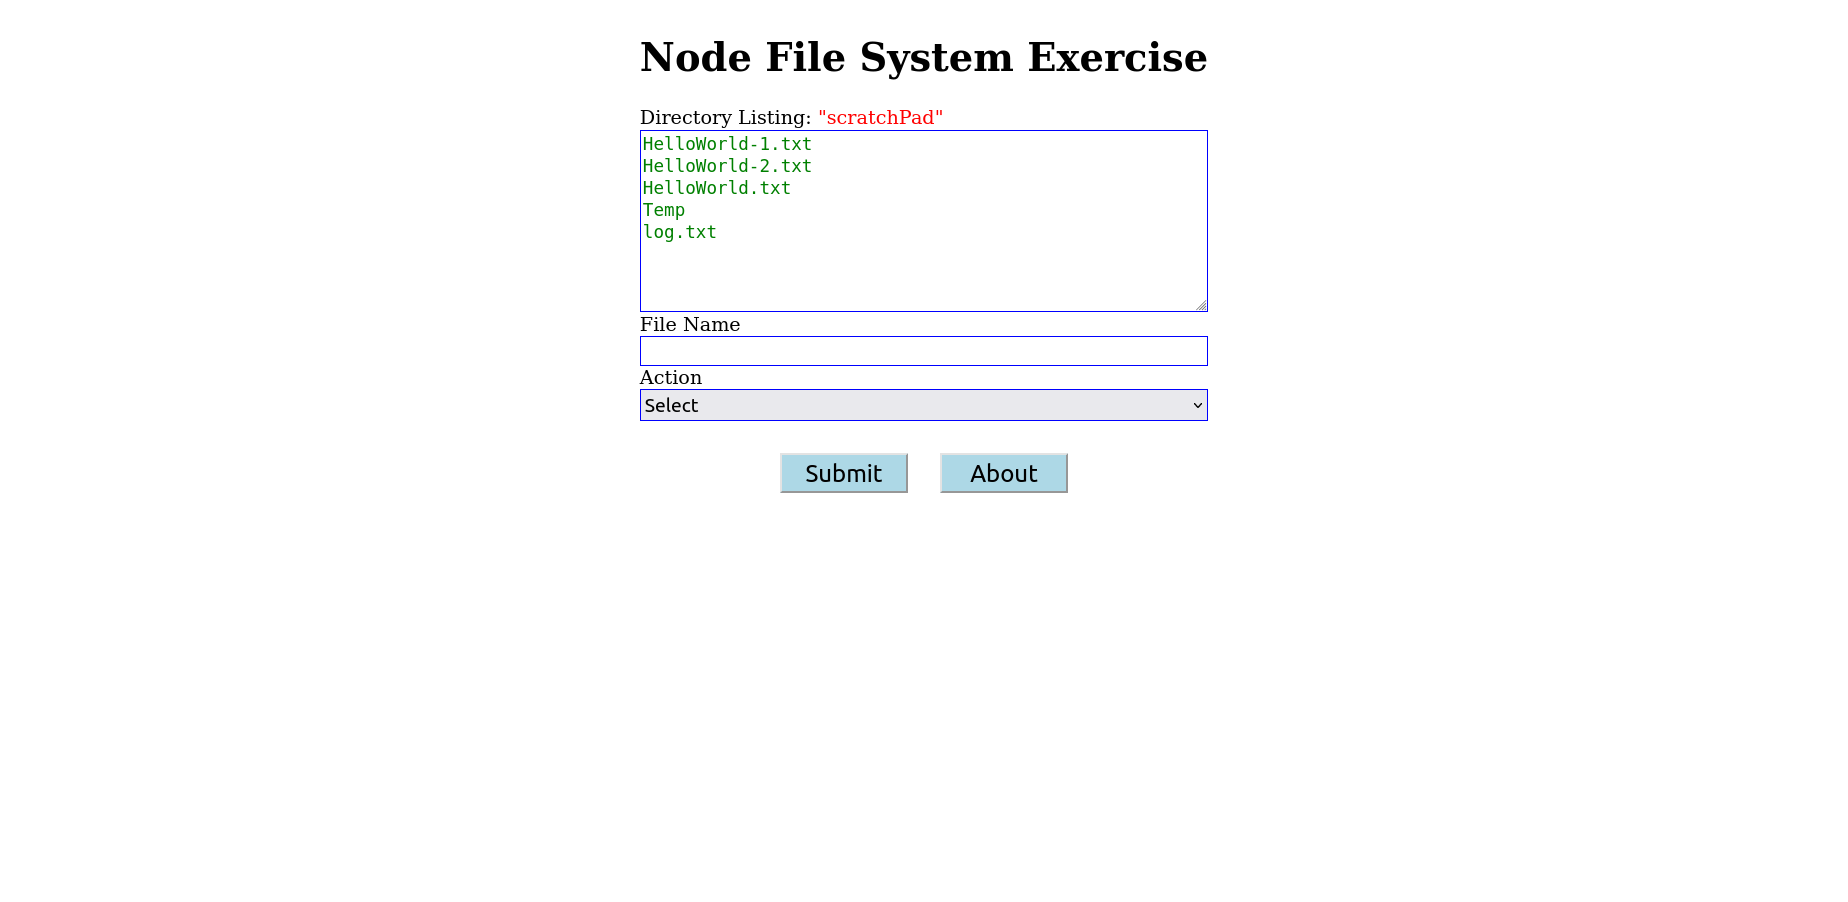 Node File System Exercise
Directory Listing: "scratchPad"
HelloWorld-1.txt
HelloWorld-2.txt
HelloWorld.txt
Temp
log.txt
File Name
Action
Select
Submit About